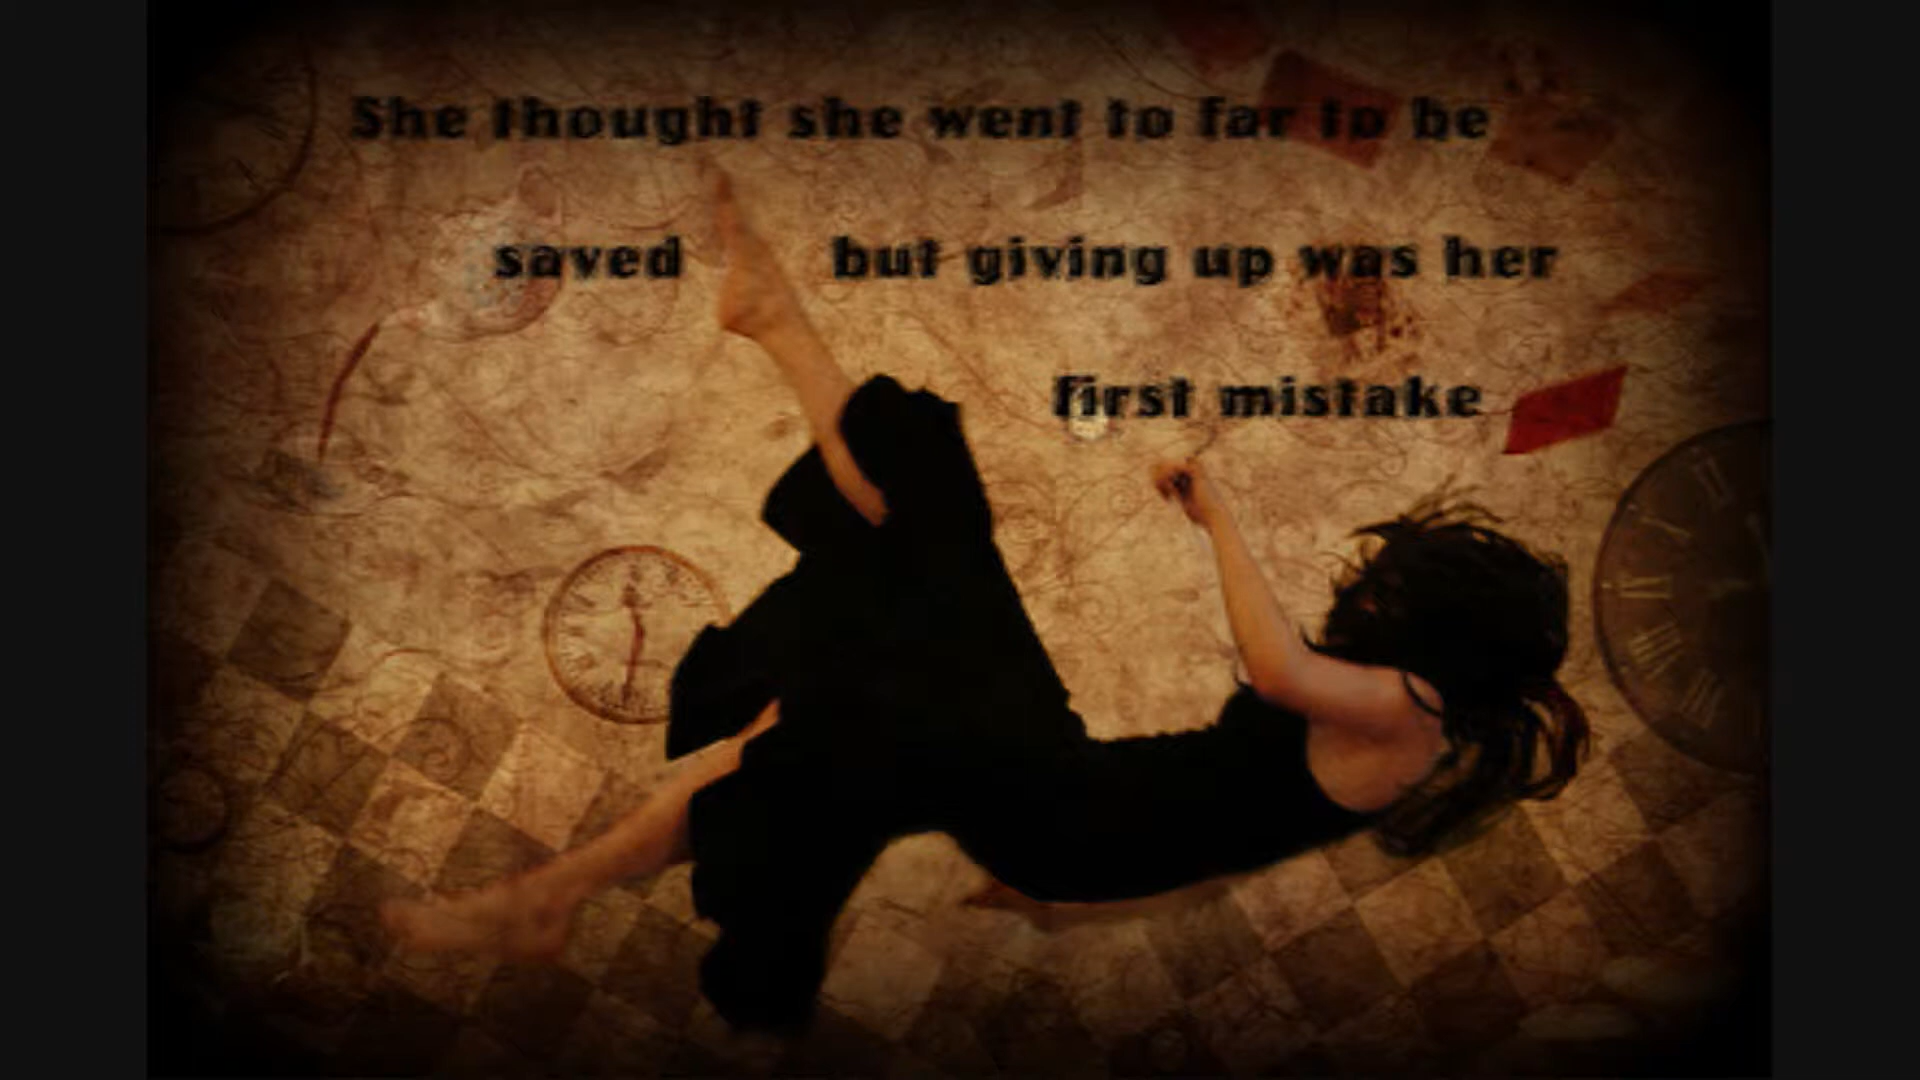 She thought she went to far to be
saved but giving up was her
first mistake